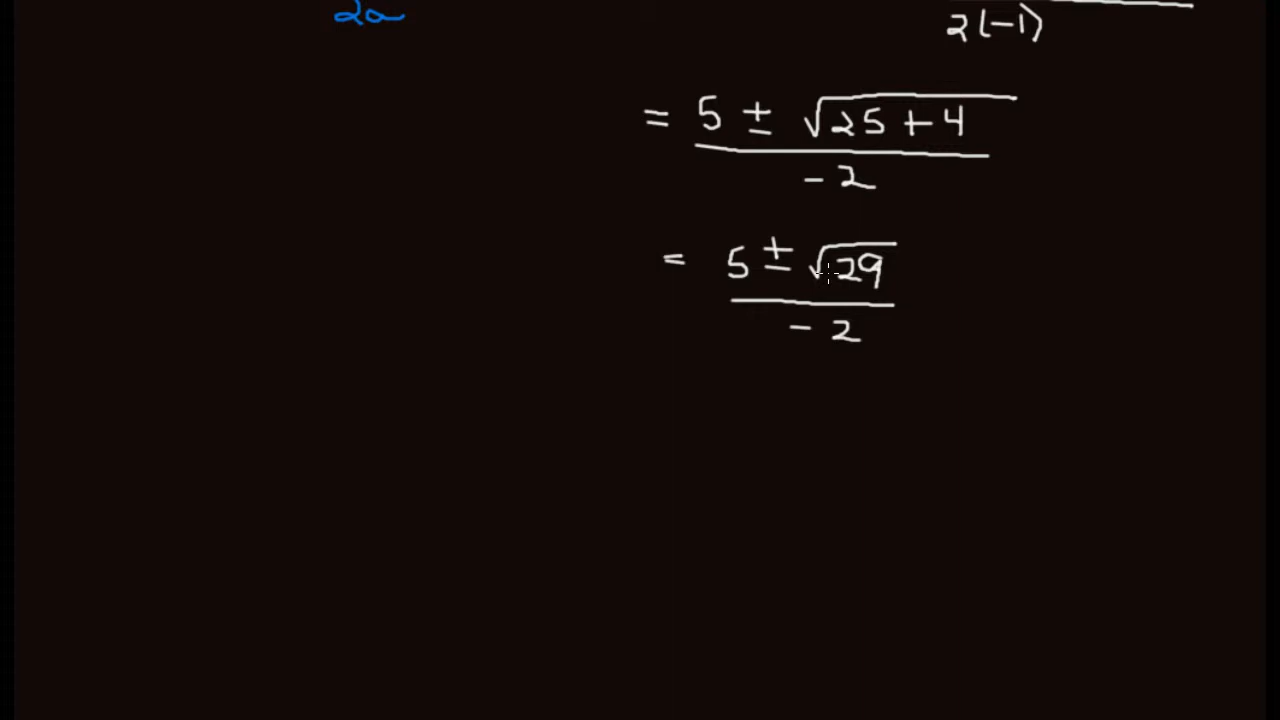 2a
2(-1)
= 5 ± √25 + 4
- 2
= 5 ± √29
- 2